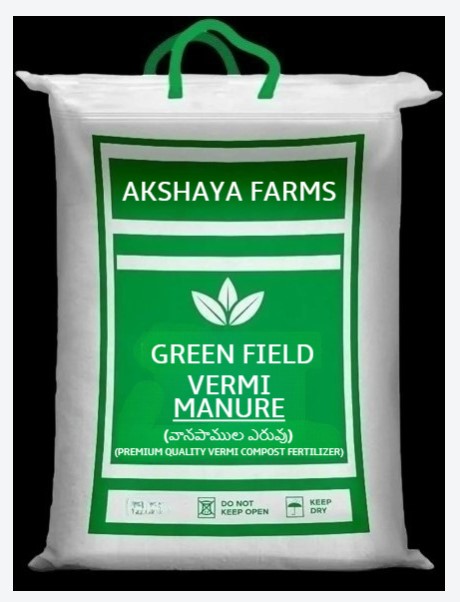 AKSHAYA FARMS
GREEN FIELD
VERMI
MANURE
(వానపాముల ఎరువు)
(PREMIUM QUALITY VERMI COMPOST FERTILIZER)
DO NOT
KEEP OPEN
KEEP
DRY